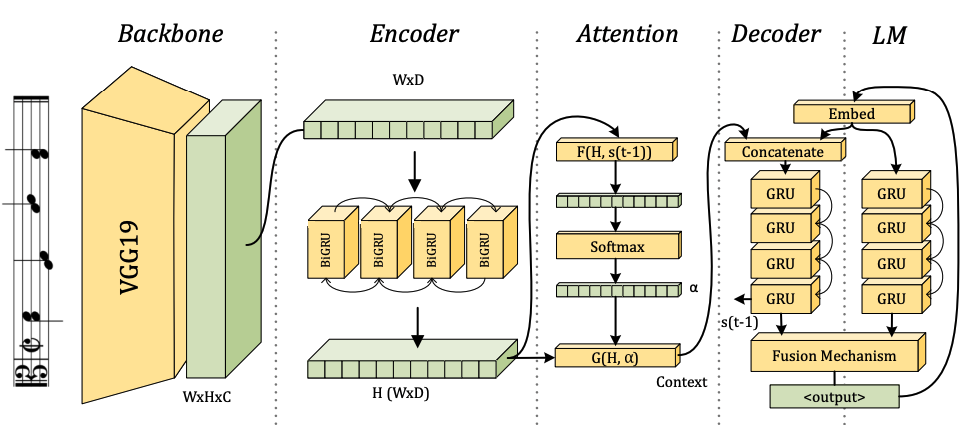 Backbone
Encoder
Attention
Decoder
LM
VGG19
WxHxC
WxD
BiGRU
BiGRU
BiGRU
BiGRU
H (WxD)
F(H, s(t-1))
Softmax
α
G(H, α)
Context
Embed
Concatenate
GRU
GRU
GRU
GRU
s(t-1)
GRU
GRU
GRU
GRU
Fusion Mechanism
<output>